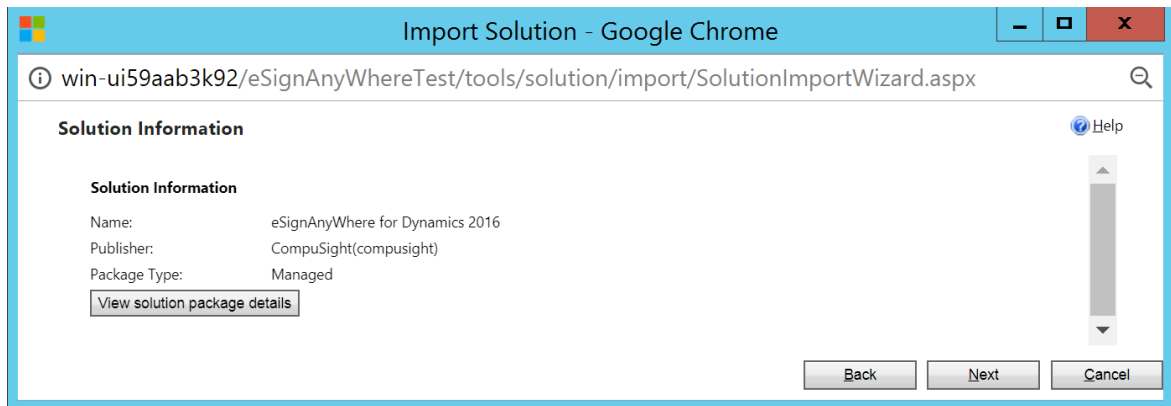 Import Solution - Google Chrome
win-ui59aab3k92/eSignAnyWhereTest/tools/solution/import/SolutionImportWizard.aspx
Solution Information
Help
Solution Information
Name: eSignAnyWhere for Dynamics 2016
Publisher: CompuSight(compusight)
Package Type: Managed
View solution package details
Back Next Cancel